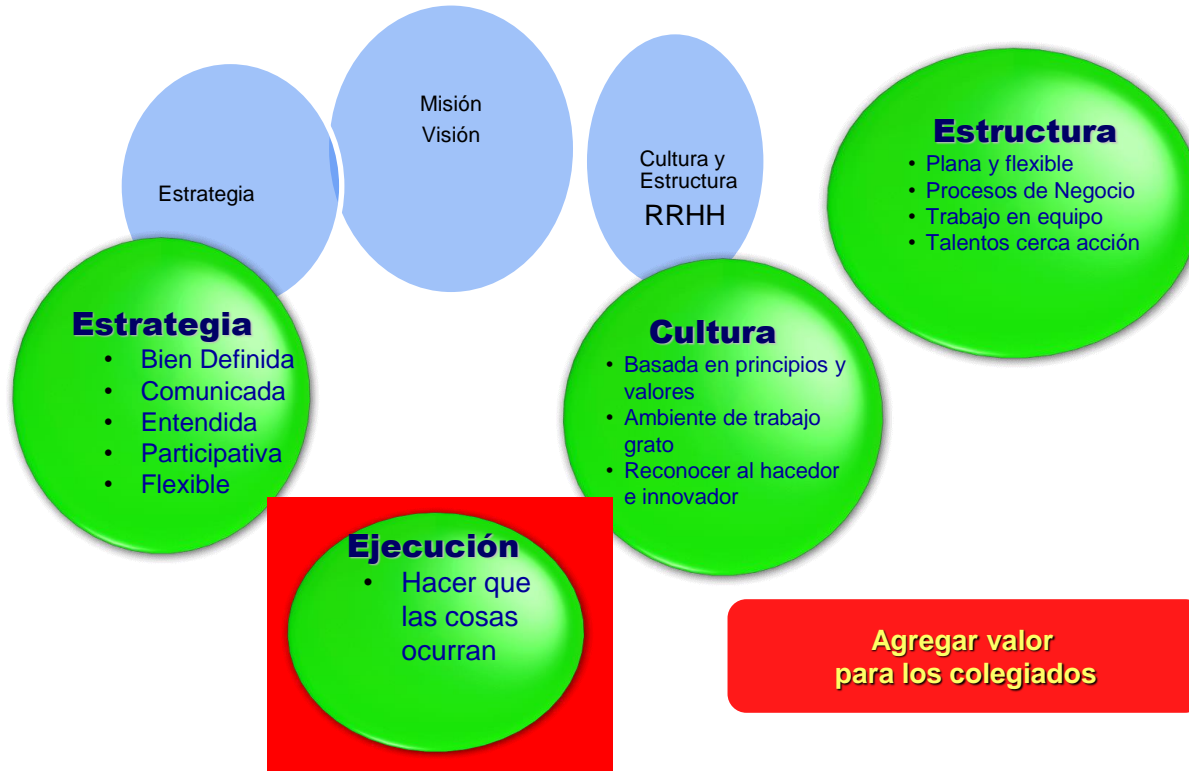 Misión
Visión
Estrategia
Cultura y
Estructura
RRHH
Estructura
• Plana y flexible
• Procesos de Negocio
• Trabajo en equipo
• Talentos cerca acción
Estrategia
• Bien Definida
• Comunicada
• Entendida
• Participativa
• Flexible
Cultura
• Basada en principios y
valores
• Ambiente de trabajo
grato
• Reconocer al hacedor
e innovador
Ejecución
• Hacer que
las cosas
ocurran
Agregar valor
para los colegiados